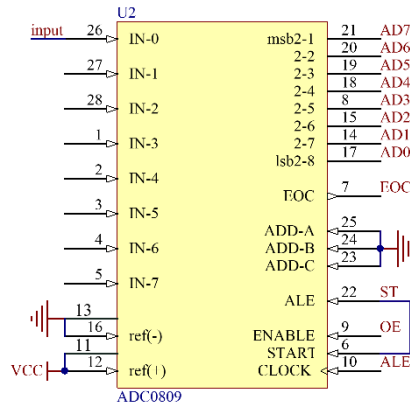 U2
input 26 IN-0 msb2-1 21 AD7
2-2 20 AD6
27 IN-1 2-3 19 AD5
2-4 18 AD4
28 IN-2 2-5 8 AD3
2-6 15 AD2
1 IN-3 2-7 14 AD1
lsb2-8 17 AD0
2 IN-4
EOC 7 EOC
3 IN-5
ADD-A 25
4 IN-6 ADD-B 24
ADD-C 23
5 IN-7
ALE 22 ST
13
16 ref(-) ENABLE 9 OE
11 START 6
VCC 12 ref(+) CLOCK 10 ALE
ADC0809